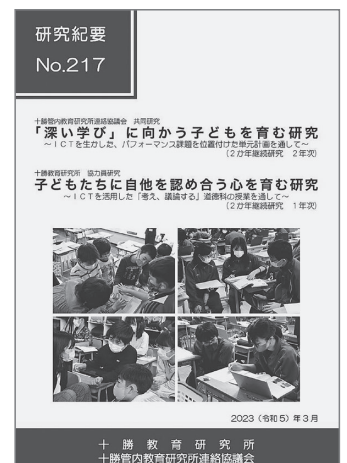 研究紀要
No.217
十勝管内教育研究所連絡協議会 共同研究
「深い学び」に向かう子どもを育む研究
～ICTを生かした、パフォーマンス課題を位置付けた単元計画を通して～
(2か年継続研究 2年次)
十勝教育研究所 協力員研究
子どもたちに自他を認め合う心を育む研究
～ICTを活用した「考え、議論する」道徳科の授業を通して～
(2か年継続研究 1年次)
2023(令和5)年3月
十勝教育研究所
十勝管内教育研究所連絡協議会